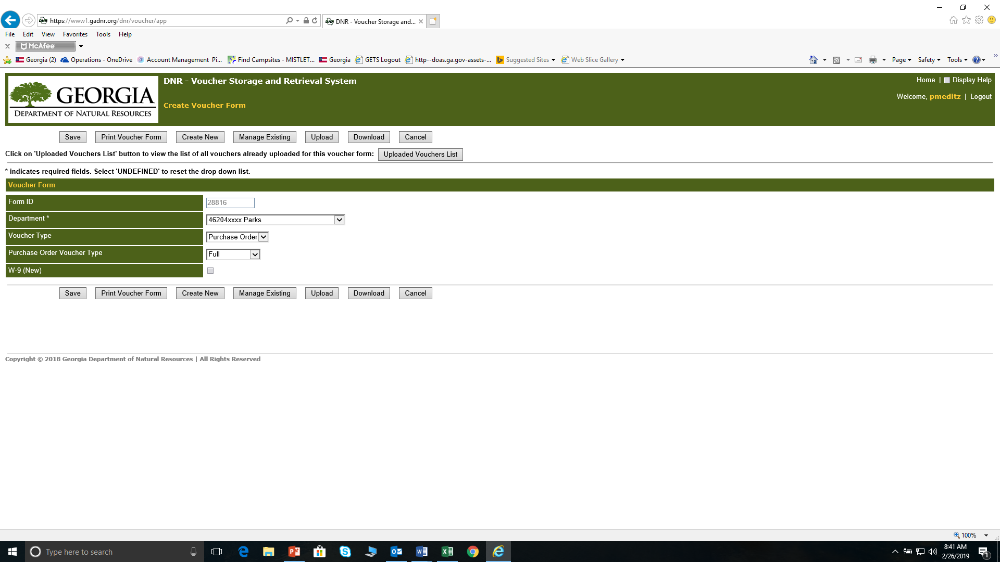 https://www1.gadnr.org/dnr/voucher/app
DNR - Voucher Storage and...
File Edit View Favorites Tools Help
x McAfee
Georgia (2) Operations - OneDrive Account Management Pi... Find Campsites - MISTLET... Georgia GETS Logout http--doas.ga.gov-assets-... Suggested Sites Web Slice Gallery Page Safety Tools
GEORGIA
DEPARTMENT OF NATURAL RESOURCES
DNR - Voucher Storage and Retrieval System
Home | Display Help
Create Voucher Form
Welcome, pmeditz | Logout
Save Print Voucher Form Create New Manage Existing Upload Download Cancel
Click on 'Uploaded Vouchers List' button to view the list of all vouchers already uploaded for this voucher form: Uploaded Vouchers List
* indicates required fields. Select 'UNDEFINED' to reset the drop down list.
Voucher Form
Form ID 28816
Department * 46204xxxx Parks
Voucher Type Purchase Order
Purchase Order Voucher Type Full
W-9 (New)
Save Print Voucher Form Create New Manage Existing Upload Download Cancel
Copyright © 2018 Georgia Department of Natural Resources | All Rights Reserved
100%
Type here to search
8:41 AM
2/26/2019
1